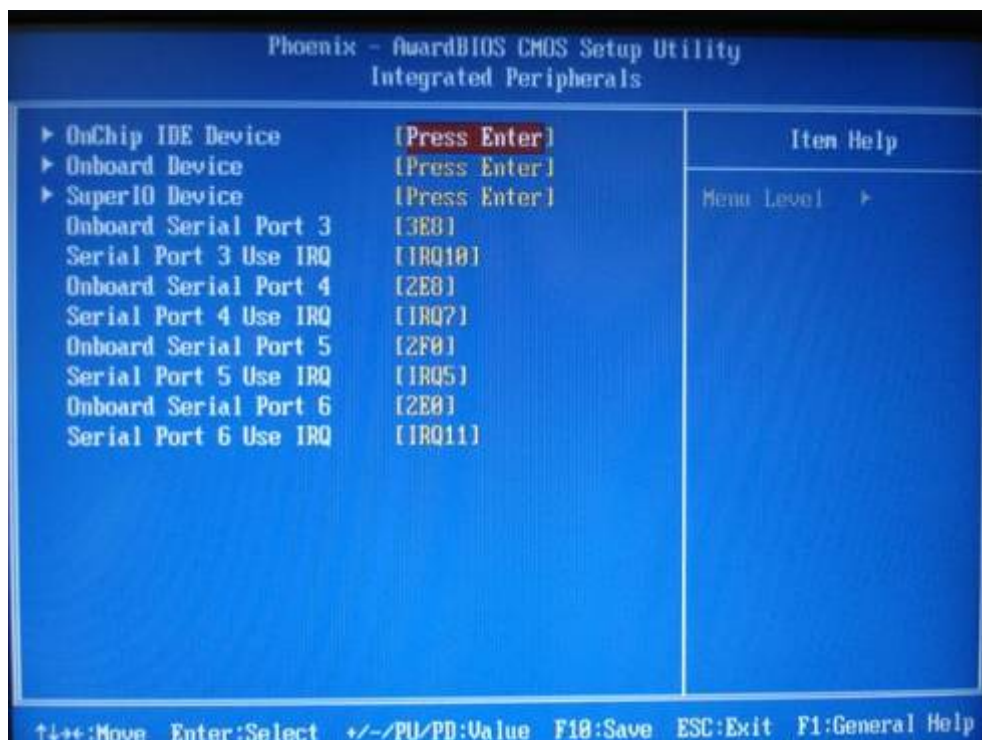 Phoenix - AwardBIOS CMOS Setup Utility
Integrated Peripherals
► OnChip IDE Device [Press Enter]
► Onboard Device [Press Enter]
► SuperIO Device [Press Enter]
Onboard Serial Port 3 [3E8]
Serial Port 3 Use IRQ [IRQ10]
Onboard Serial Port 4 [2E8]
Serial Port 4 Use IRQ [IRQ7]
Onboard Serial Port 5 [2F0]
Serial Port 5 Use IRQ [IRQ5]
Onboard Serial Port 6 [2E0]
Serial Port 6 Use IRQ [IRQ11]
Item Help
Menu Level ►
↑↓→←:Move Enter:Select +/-/PU/PD:Value F10:Save ESC:Exit F1:General Help